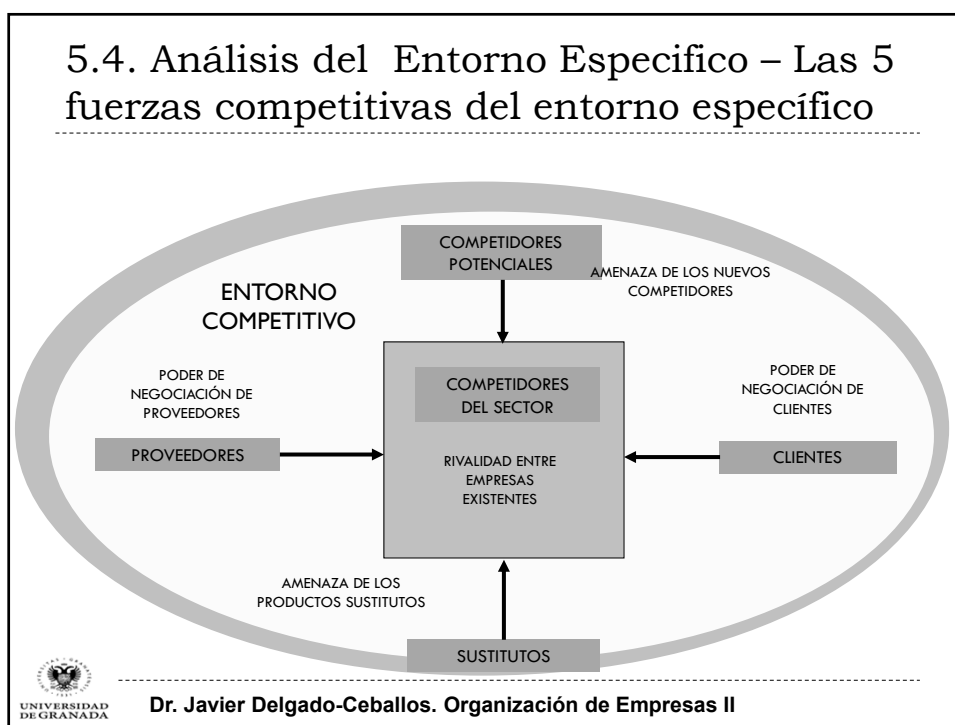 5.4. Análisis del  Entorno Especifico – Las 5
fuerzas competitivas del entorno específico
COMPETIDORES
POTENCIALES
AMENAZA DE LOS NUEVOS
COMPETIDORES
ENTORNO
COMPETITIVO
PODER DE
NEGOCIACIÓN DE
PROVEEDORES
PROVEEDORES
COMPETIDORES
DEL SECTOR
RIVALIDAD ENTRE
EMPRESAS
EXISTENTES
PODER DE
NEGOCIACIÓN DE
CLIENTES
CLIENTES
AMENAZA DE LOS
PRODUCTOS SUSTITUTOS
SUSTITUTOS
UNIVERSIDAD
DE GRANADA
Dr. Javier Delgado-Ceballos. Organización de Empresas II